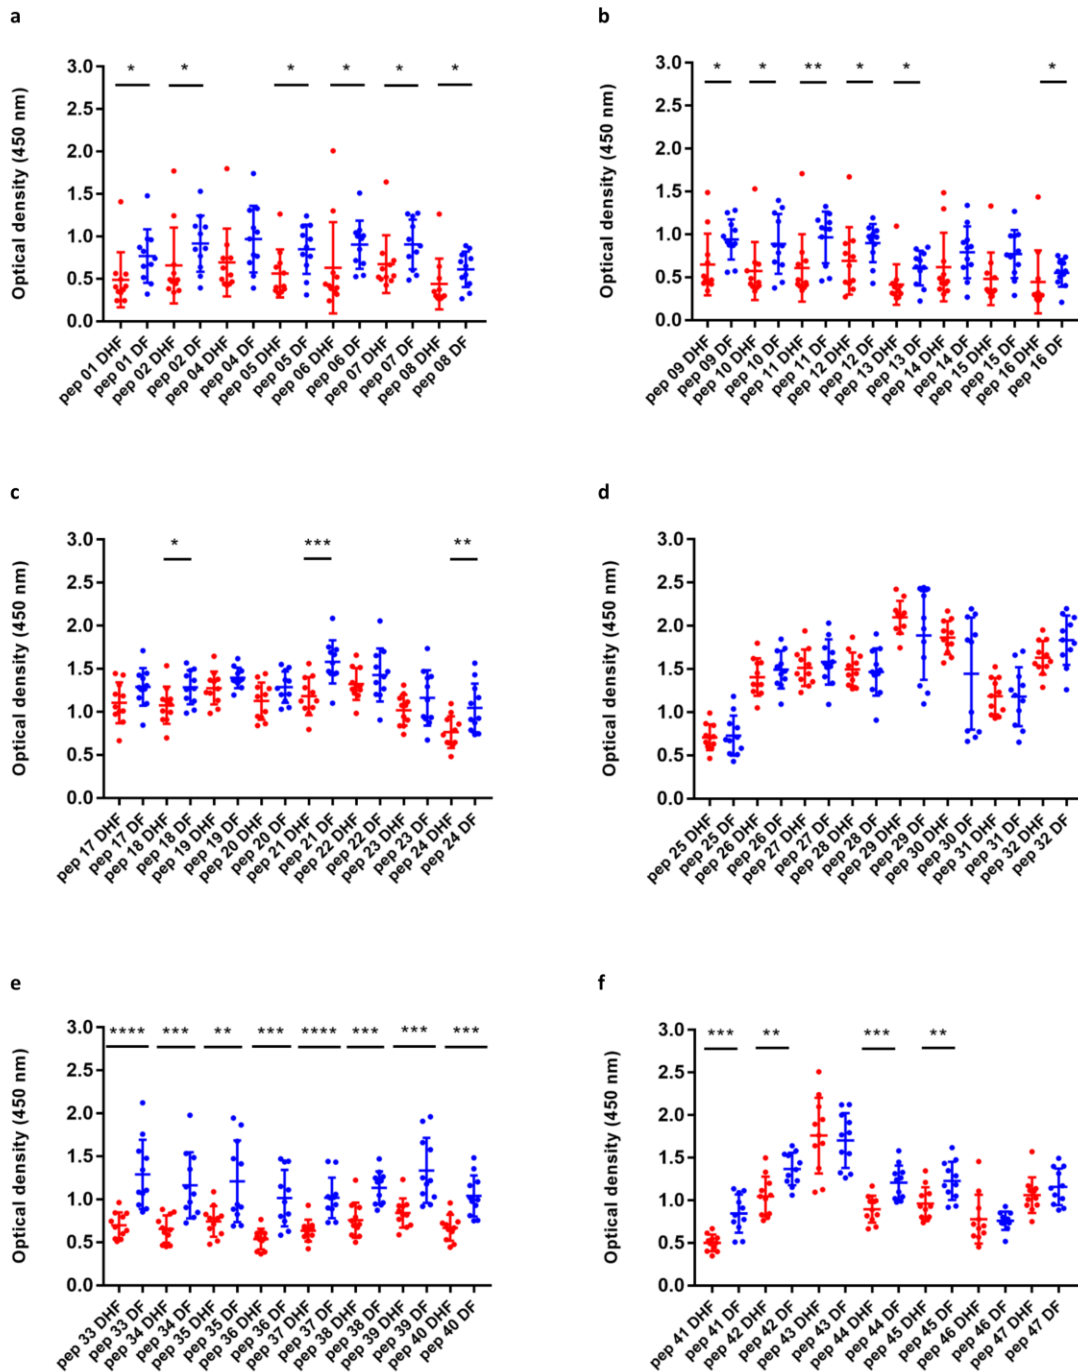 a
Optical density (450 nm)
3.0
2.5
2.0
1.5
1.0
0.5
0.0
* * * * * *
pep 01 DHF
pep 01 DF
pep 02 DHF
pep 02 DF
pep 04 DHF
pep 04 DF
pep 05 DHF
pep 05 DF
pep 06 DHF
pep 06 DF
pep 07 DHF
pep 07 DF
pep 08 DHF
pep 08 DF
b
Optical density (450 nm)
3.0
2.5
2.0
1.5
1.0
0.5
0.0
* * ** * * *
pep 09 DHF
pep 09 DF
pep 10 DHF
pep 10 DF
pep 11 DHF
pep 11 DF
pep 12 DHF
pep 12 DF
pep 13 DHF
pep 13 DF
pep 14 DHF
pep 14 DF
pep 15 DHF
pep 15 DF
pep 16 DHF
pep 16 DF
c
Optical density (450 nm)
3.0
2.5
2.0
1.5
1.0
0.5
0.0
* *** **
pep 17 DHF
pep 17 DF
pep 18 DHF
pep 18 DF
pep 19 DHF
pep 19 DF
pep 20 DHF
pep 20 DF
pep 21 DHF
pep 21 DF
pep 22 DHF
pep 22 DF
pep 23 DHF
pep 23 DF
pep 24 DHF
pep 24 DF
d
Optical density (450 nm)
3.0
2.5
2.0
1.5
1.0
0.5
0.0
pep 25 DHF
pep 25 DF
pep 26 DHF
pep 26 DF
pep 27 DHF
pep 27 DF
pep 28 DHF
pep 28 DF
pep 29 DHF
pep 29 DF
pep 30 DHF
pep 30 DF
pep 31 DHF
pep 31 DF
pep 32 DHF
pep 32 DF
e
Optical density (450 nm)
3.0
2.5
2.0
1.5
1.0
0.5
0.0
**** *** ** *** **** *** *** ***
pep 33 DHF
pep 33 DF
pep 34 DHF
pep 34 DF
pep 35 DHF
pep 35 DF
pep 36 DHF
pep 36 DF
pep 37 DHF
pep 37 DF
pep 38 DHF
pep 38 DF
pep 39 DHF
pep 39 DF
pep 40 DHF
pep 40 DF
f
Optical density (450 nm)
3.0
2.5
2.0
1.5
1.0
0.5
0.0
*** ** *** **
pep 41 DHF
pep 41 DF
pep 42 DHF
pep 42 DF
pep 43 DHF
pep 43 DF
pep 44 DHF
pep 44 DF
pep 45 DHF
pep 45 DF
pep 46 DHF
pep 46 DF
pep 47 DHF
pep 47 DF